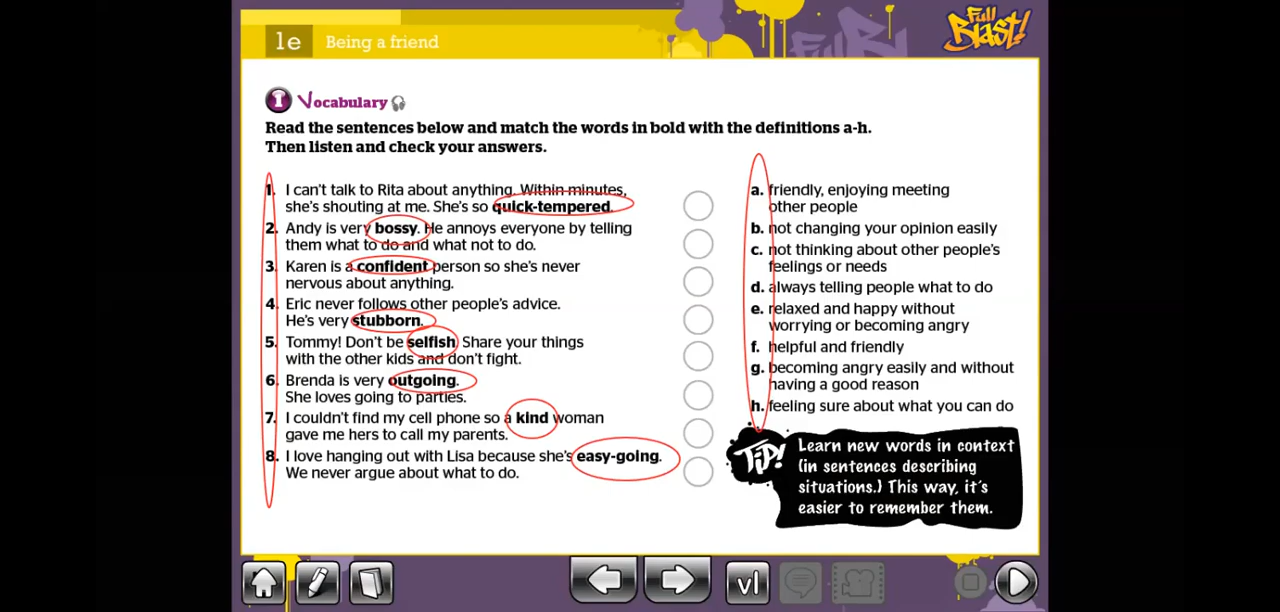 1e Being a friend
Full Blast!
1 Vocabulary
Read the sentences below and match the words in bold with the definitions a-h.
Then listen and check your answers.
1. I can't talk to Rita about anything. Within minutes,
she's shouting at me. She's so quick-tempered.
2. Andy is very bossy. He annoys everyone by telling
them what to do and what not to do.
3. Karen is a confident person so she's never
nervous about anything.
4. Eric never follows other people's advice.
He's very stubborn.
5. Tommy! Don't be selfish. Share your things
with the other kids and don't fight.
6. Brenda is very outgoing.
She loves going to parties.
7. I couldn't find my cell phone so a kind woman
gave me hers to call my parents.
8. I love hanging out with Lisa because she's easy-going.
We never argue about what to do.
a. friendly, enjoying meeting
other people
b. not changing your opinion easily
c. not thinking about other people's
feelings or needs
d. always telling people what to do
e. relaxed and happy without
worrying or becoming angry
f. helpful and friendly
g. becoming angry easily and without
having a good reason
h. feeling sure about what you can do
TiP!
Learn new words in context
(in sentences describing
situations.) This way, it's
easier to remember them.
vl